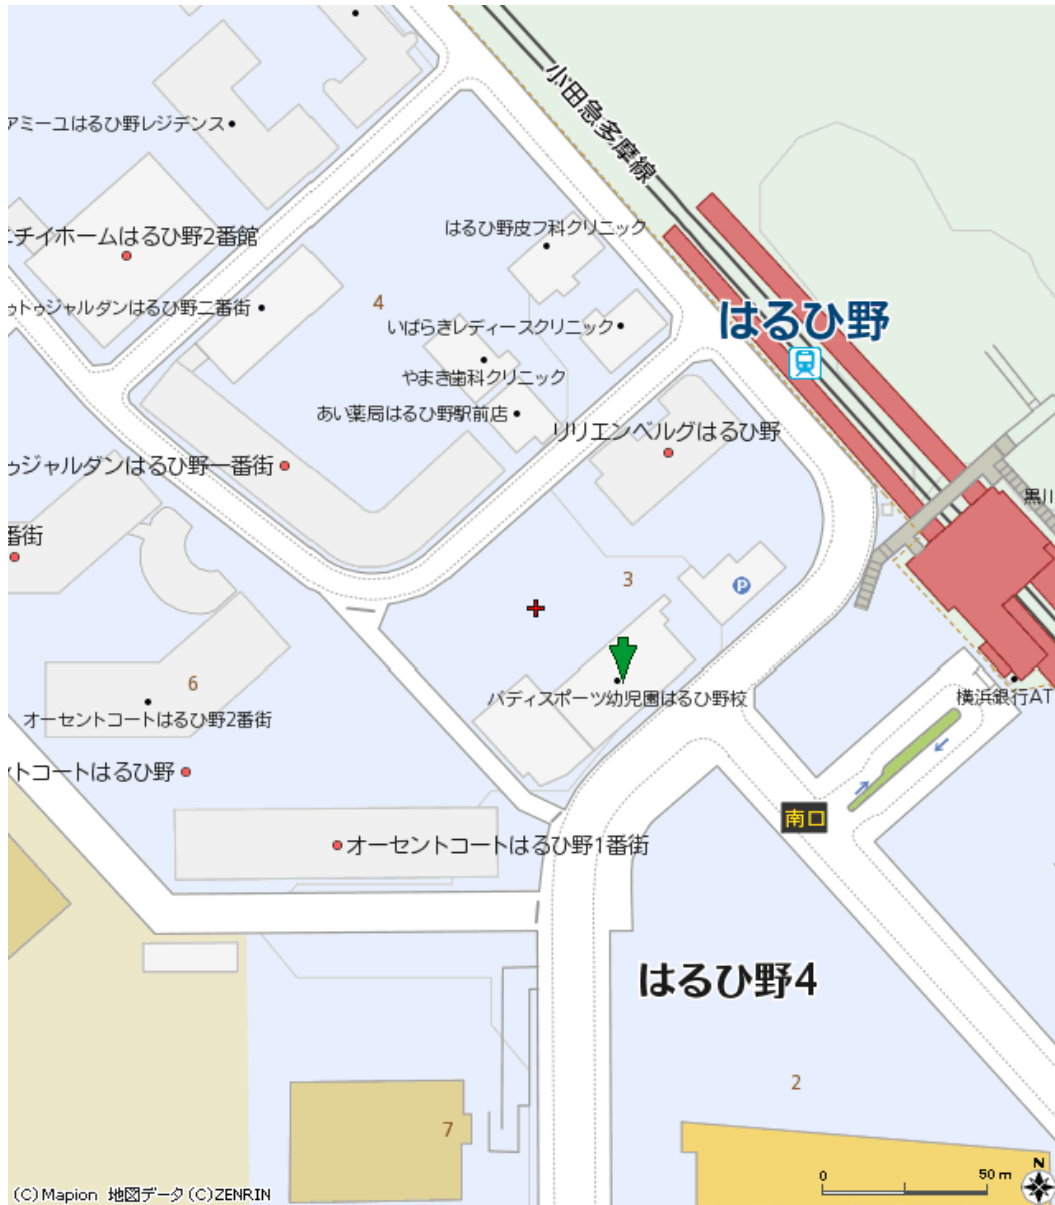 小田急多摩線
アミーユはるひ野レジデンス
はるひ野皮フ科クリニック
チイホームはるひ野2番館
4
ゥトゥジャルダンはるひ野二番街
はるひ野
いばらきレディースクリニック
やまき歯科クリニック
あい薬局はるひ野駅前店
リリエンベルグはるひ野
ゥジャルダンはるひ野一番街
黒川
番街
3
P
6
バディスポーツ幼児園はるひ野校
横浜銀行AT
オーセントコートはるひ野2番街
ントコートはるひ野
南口
オーセントコートはるひ野1番街
はるひ野4
2
7
0
50 m
N
(C)Mapion 地図データ(C)ZENRIN